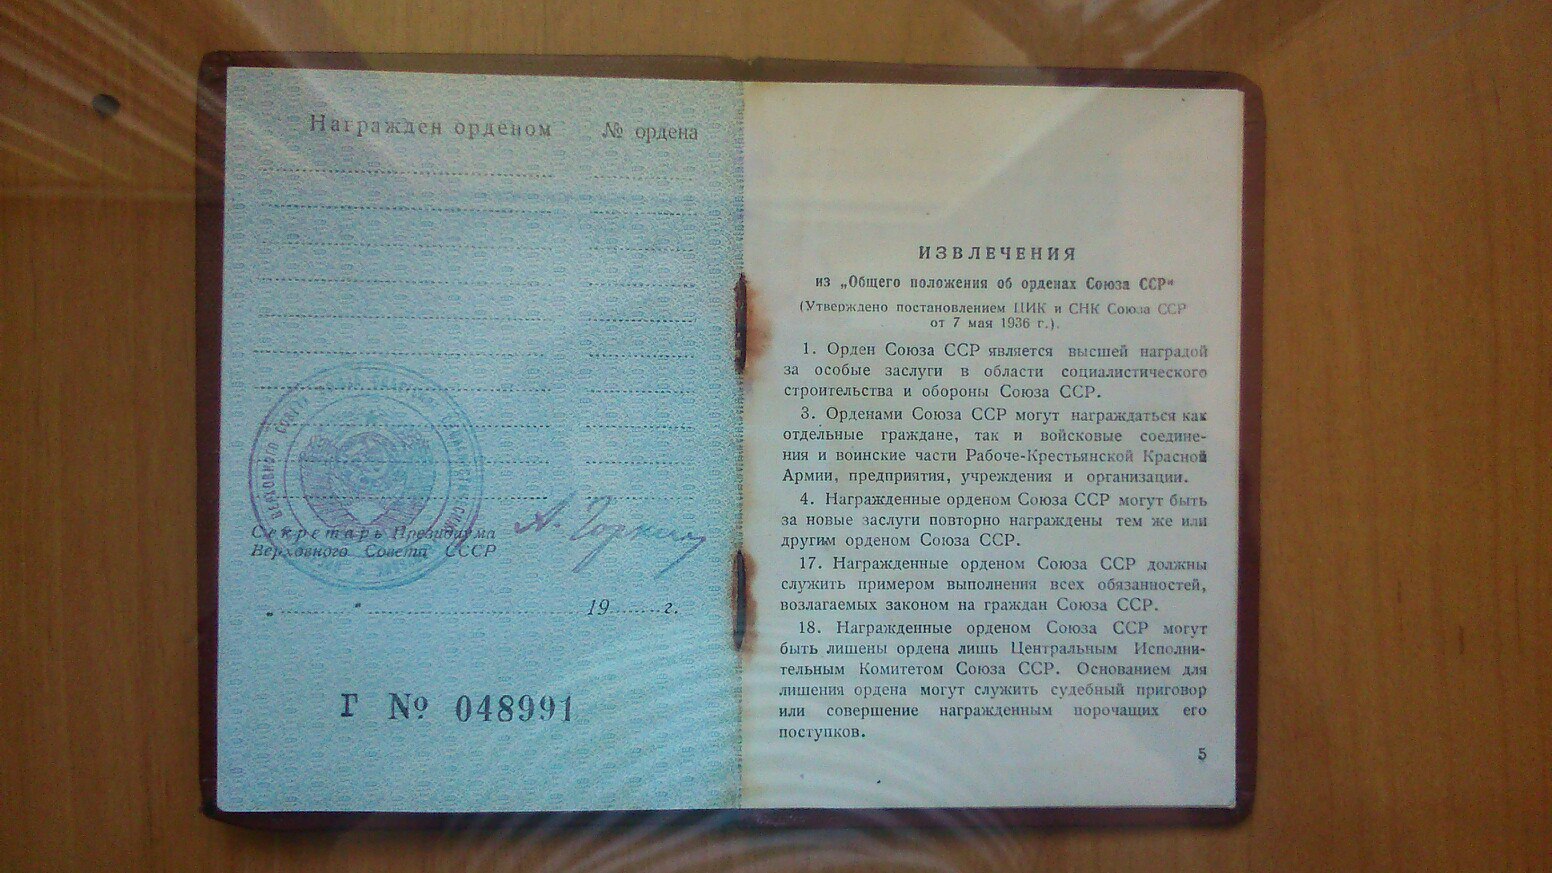 Награжден орденом № ордена
Секретарь Президиума
Верховного Совета СССР
А. Горкин
19 г.
Г № 048991
ИЗВЛЕЧЕНИЯ
из „Общего положения об орденах Союза ССР“
(Утверждено постановлением ЦИК и СНК Союза ССР
от 7 мая 1936 г.).
1. Орден Союза ССР является высшей наградой
за особые заслуги в области социалистического
строительства и обороны Союза ССР.
3. Орденами Союза ССР могут награждаться как
отдельные граждане, так и войсковые соедине-
ния и воинские части Рабоче-Крестьянской Красной
Армии, предприятия, учреждения и организации.
4. Награжденные орденом Союза ССР могут быть
за новые заслуги повторно награждены тем же или
другим орденом Союза ССР.
17. Награжденные орденом Союза ССР должны
служить примером выполнения всех обязанностей,
возлагаемых законом на граждан Союза ССР.
18. Награжденные орденом Союза ССР могут
быть лишены ордена лишь Центральным Исполни-
тельным Комитетом Союза ССР. Основанием для
лишения ордена могут служить судебный приговор
или совершение награжденным порочащих его
поступков.
5